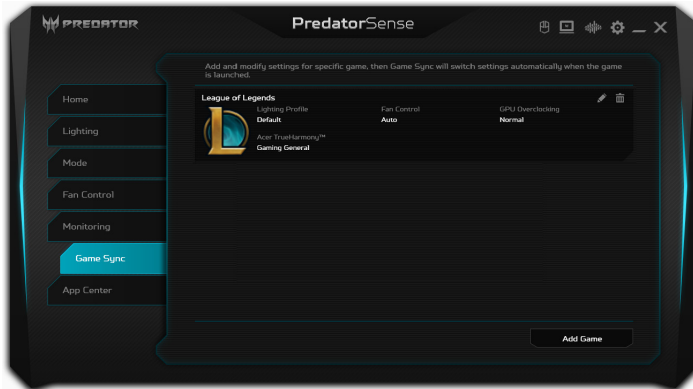 PREDATOR
PredatorSense
Add and modify settings for specific game, then Game Sync will switch settings automatically when the game
is launched.
Home
Lighting
Mode
Fan Control
Monitoring
Game Sync
App Center
League of Legends
Lighting Profile
Default
Fan Control
Auto
GPU Overclocking
Normal
Acer TrueHarmony™
Gaming General
Add Game